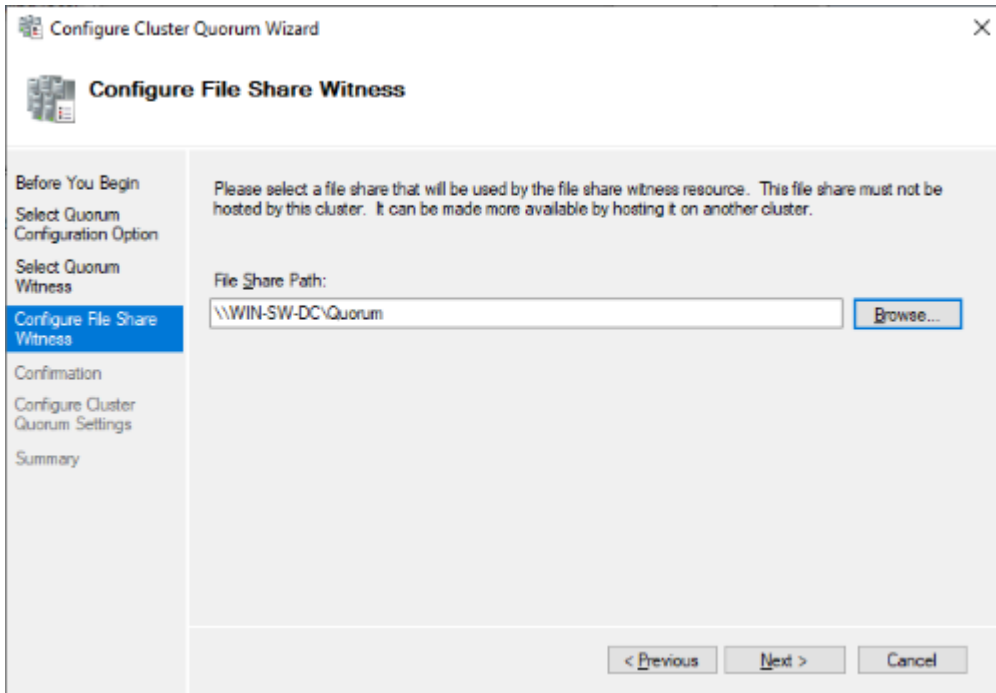 Configure Cluster Quorum Wizard
Configure File Share Witness
Before You Begin
Select Quorum
Configuration Option
Select Quorum
Witness
Configure File Share
Witness
Confirmation
Configure Cluster
Quorum Settings
Summary
Please select a file share that will be used by the file share witness resource. This file share must not be
hosted by this cluster. It can be made more available by hosting it on another cluster.
File Share Path:
\\WIN-SW-DC\Quorum
Browse...
< Previous
Next >
Cancel